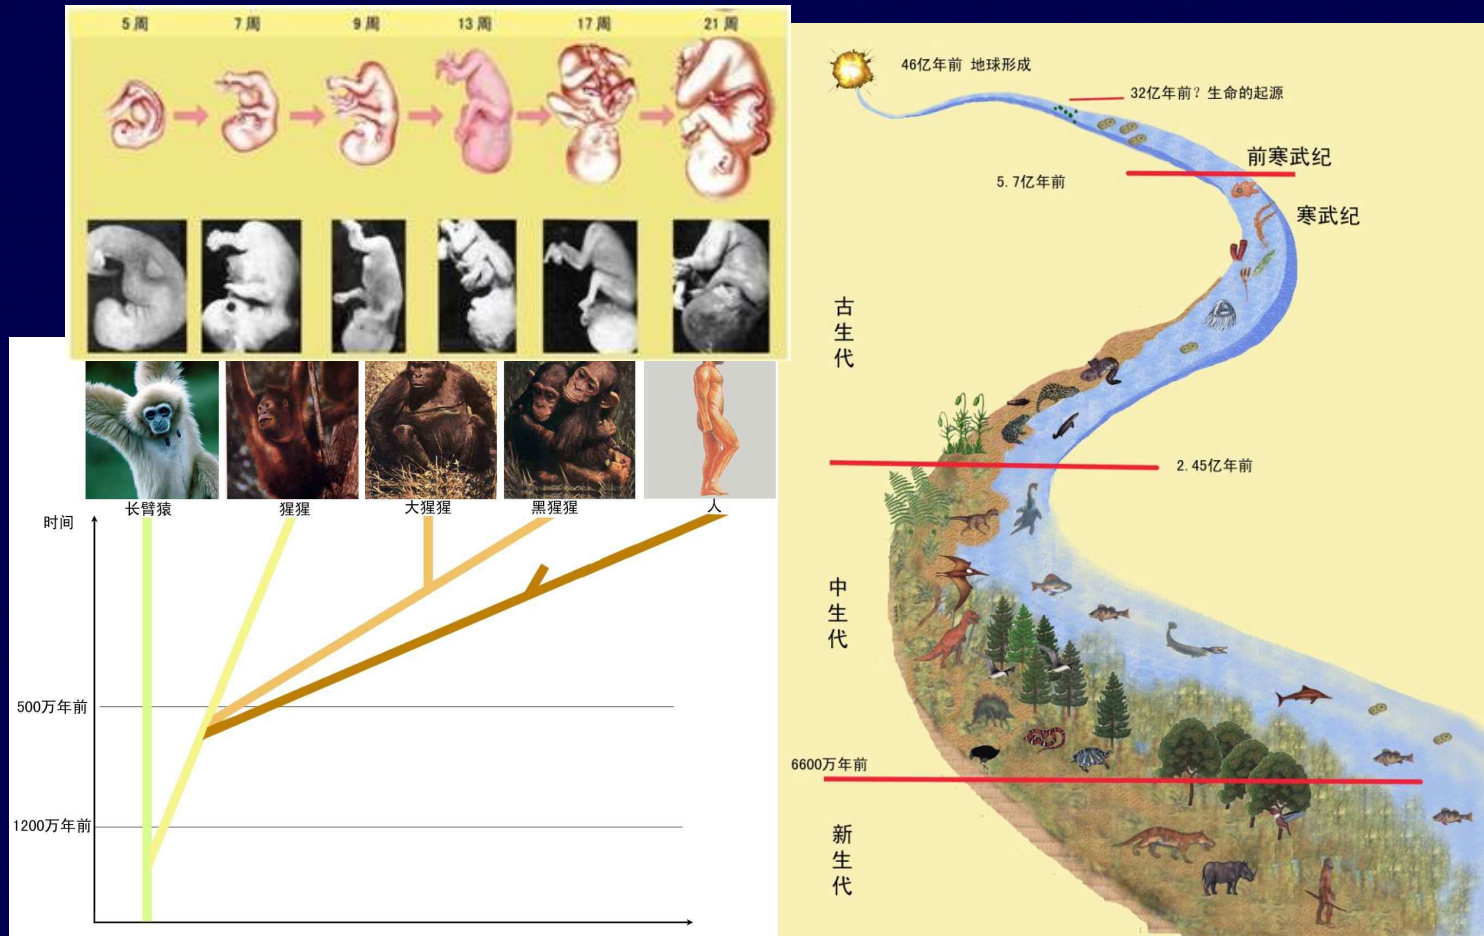 5周 7周 9周 13周 17周 21周
长臂猿 猩猩 大猩猩 黑猩猩 人
时间
500万年前
1200万年前
46亿年前 地球形成
32亿年前？生命的起源
前寒武纪
5.7亿年前
寒武纪
古生代
2.45亿年前
中生代
6600万年前
新生代